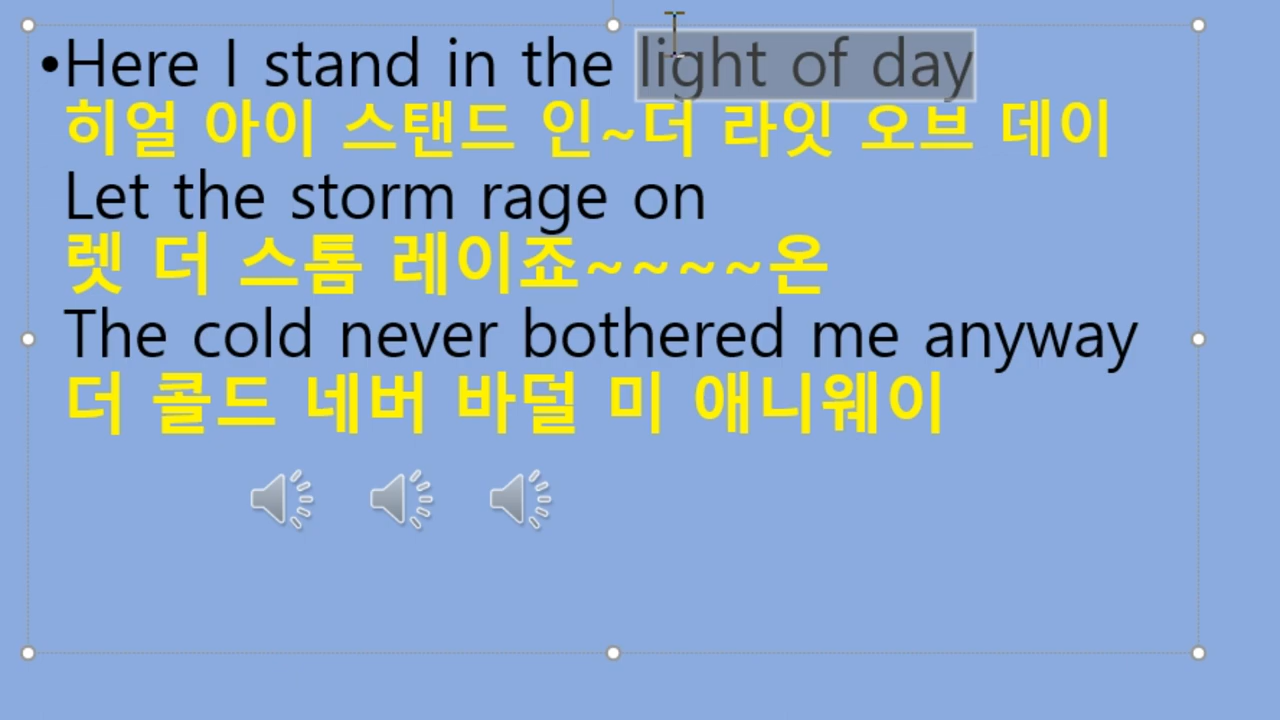 •Here I stand in the light of day
히얼 아이 스탠드 인~더 라잇 오브 데이
Let the storm rage on
렛 더 스톰 레이죠~~~~온
The cold never bothered me anyway
더 콜드 네버 바덜 미 애니웨이